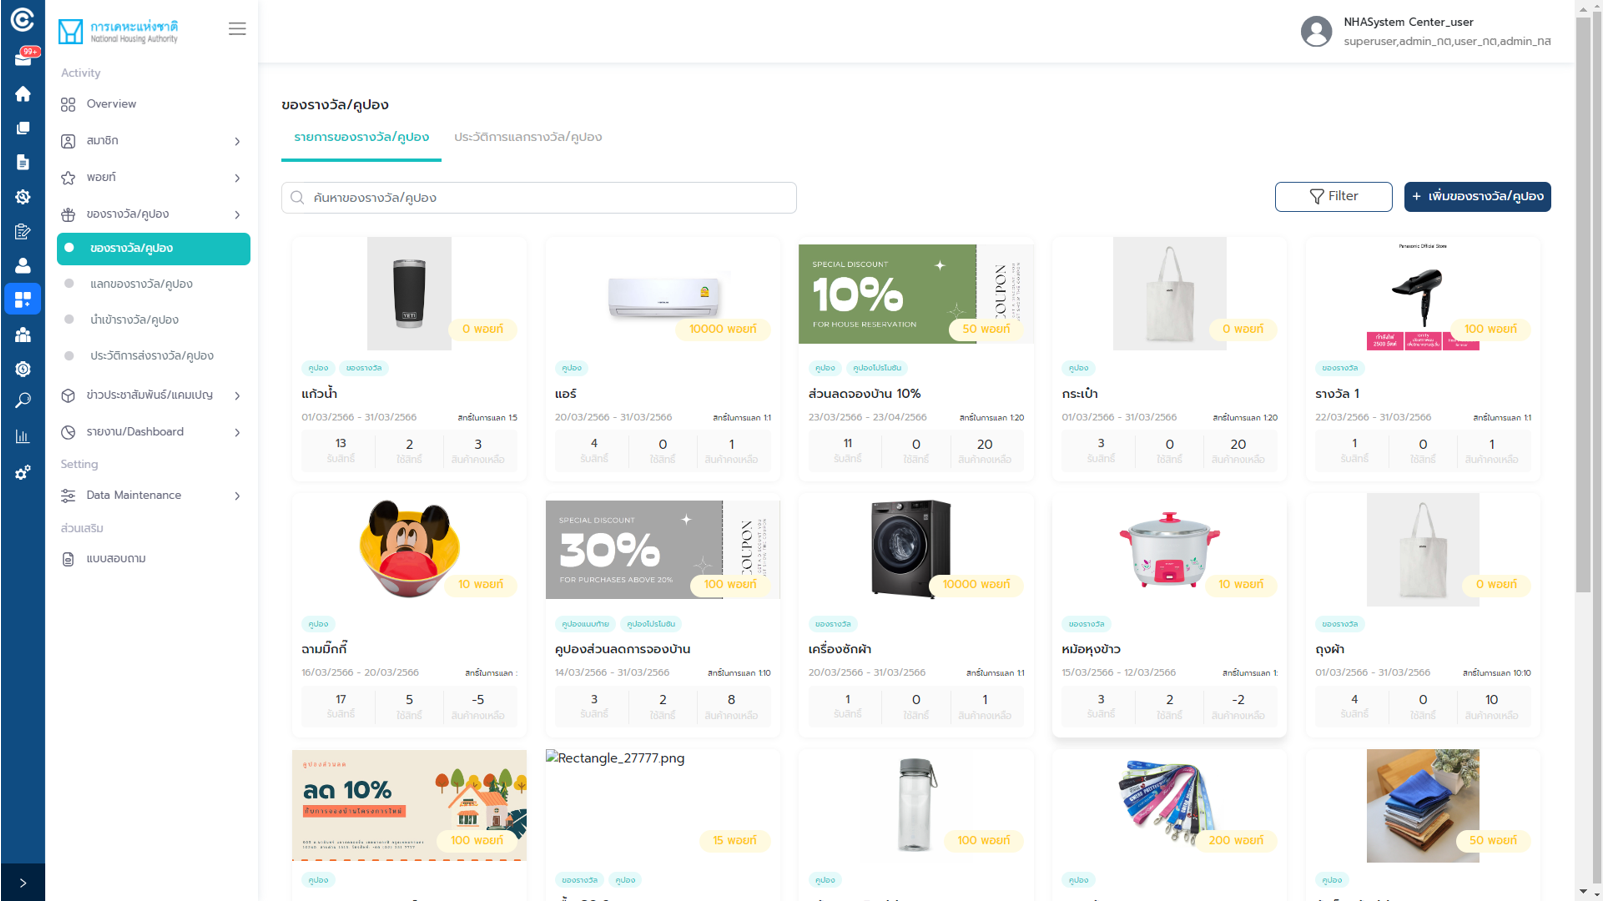 99+
การเคหะแห่งชาติ
National Housing Authority
NHASystem Center_user
superuser,admin_กต,user_กต,admin_กส
Activity
Overview
สมาชิก
พอยท์
ของรางวัล/คูปอง
ของรางวัล/คูปอง
แลกของรางวัล/คูปอง
นำเข้ารางวัล/คูปอง
ประวัติการส่งรางวัล/คูปอง
ข่าวประชาสัมพันธ์/แคมเปญ
รายงาน/Dashboard
Setting
Data Maintenance
ส่วนเสริม
แบบสอบถาม
ของรางวัล/คูปอง
รายการของรางวัล/คูปอง
ประวัติการแลกรางวัล/คูปอง
ค้นหาของรางวัล/คูปอง
Filter
+ เพิ่มของรางวัล/คูปอง
YETI
0 พอยท์
คูปอง ของรางวัล
แก้วน้ำ
01/03/2566 - 31/03/2566 สิทธิ์ในการแลก 1:5
13 2 3
รับสิทธิ์ ใช้สิทธิ์ สินค้าคงเหลือ
10000 พอยท์
คูปอง
แอร์
20/03/2566 - 31/03/2566 สิทธิ์ในการแลก 1:1
4 0 1
รับสิทธิ์ ใช้สิทธิ์ สินค้าคงเหลือ
SPECIAL DISCOUNT
10%
FOR HOUSE RESERVATION
COUPON
50 พอยท์
คูปอง คูปองโปรโมชัน
ส่วนลดจองบ้าน 10%
23/03/2566 - 23/04/2566 สิทธิ์ในการแลก 1:20
11 0 20
รับสิทธิ์ ใช้สิทธิ์ สินค้าคงเหลือ
0 พอยท์
คูปอง
กระเป๋า
01/03/2566 - 31/03/2566 สิทธิ์ในการแลก 1:20
3 0 20
รับสิทธิ์ ใช้สิทธิ์ สินค้าคงเหลือ
Panasonic Official Store
กำลังไฟ
2500 วัตต์
100 พอยท์
ของรางวัล
รางวัล 1
22/03/2566 - 31/03/2566 สิทธิ์ในการแลก 1:1
1 0 1
รับสิทธิ์ ใช้สิทธิ์ สินค้าคงเหลือ
10 พอยท์
คูปอง
ฉามมิ๊กกี๊
16/03/2566 - 20/03/2566 สิทธิ์ในการแลก :
17 5 -5
รับสิทธิ์ ใช้สิทธิ์ สินค้าคงเหลือ
SPECIAL DISCOUNT
30%
FOR PURCHASES ABOVE 20%
COUPON
100 พอยท์
คูปองแนบท้าย คูปองโปรโมชัน
คูปองส่วนลดการจองบ้าน
14/03/2566 - 31/03/2566 สิทธิ์ในการแลก 1:10
3 2 8
รับสิทธิ์ ใช้สิทธิ์ สินค้าคงเหลือ
10000 พอยท์
ของรางวัล
เครื่องซักผ้า
20/03/2566 - 31/03/2566 สิทธิ์ในการแลก 1:1
1 0 1
รับสิทธิ์ ใช้สิทธิ์ สินค้าคงเหลือ
10 พอยท์
ของรางวัล
หม้อหุงข้าว
15/03/2566 - 12/03/2566 สิทธิ์ในการแลก 1:
3 2 -2
รับสิทธิ์ ใช้สิทธิ์ สินค้าคงเหลือ
0 พอยท์
ของรางวัล
ถุงผ้า
01/03/2566 - 31/03/2566 สิทธิ์ในการแลก 10:10
4 0 10
รับสิทธิ์ ใช้สิทธิ์ สินค้าคงเหลือ
คูปองส่วนลด
ลด 10%
100 พอยท์
คูปอง
Rectangle_27777.png
15 พอยท์
ของรางวัล คูปอง
100 พอยท์
คูปอง
200 พอยท์
คูปอง
50 พอยท์
คูปอง